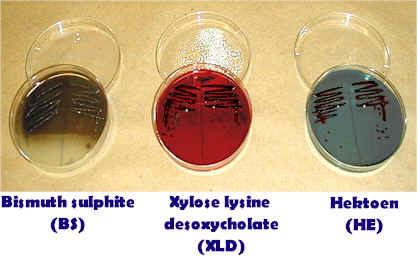 Bismuth sulphite
(BS)
Xylose lysine
desoxycholate
(XLD)
Hektoen
(HE)